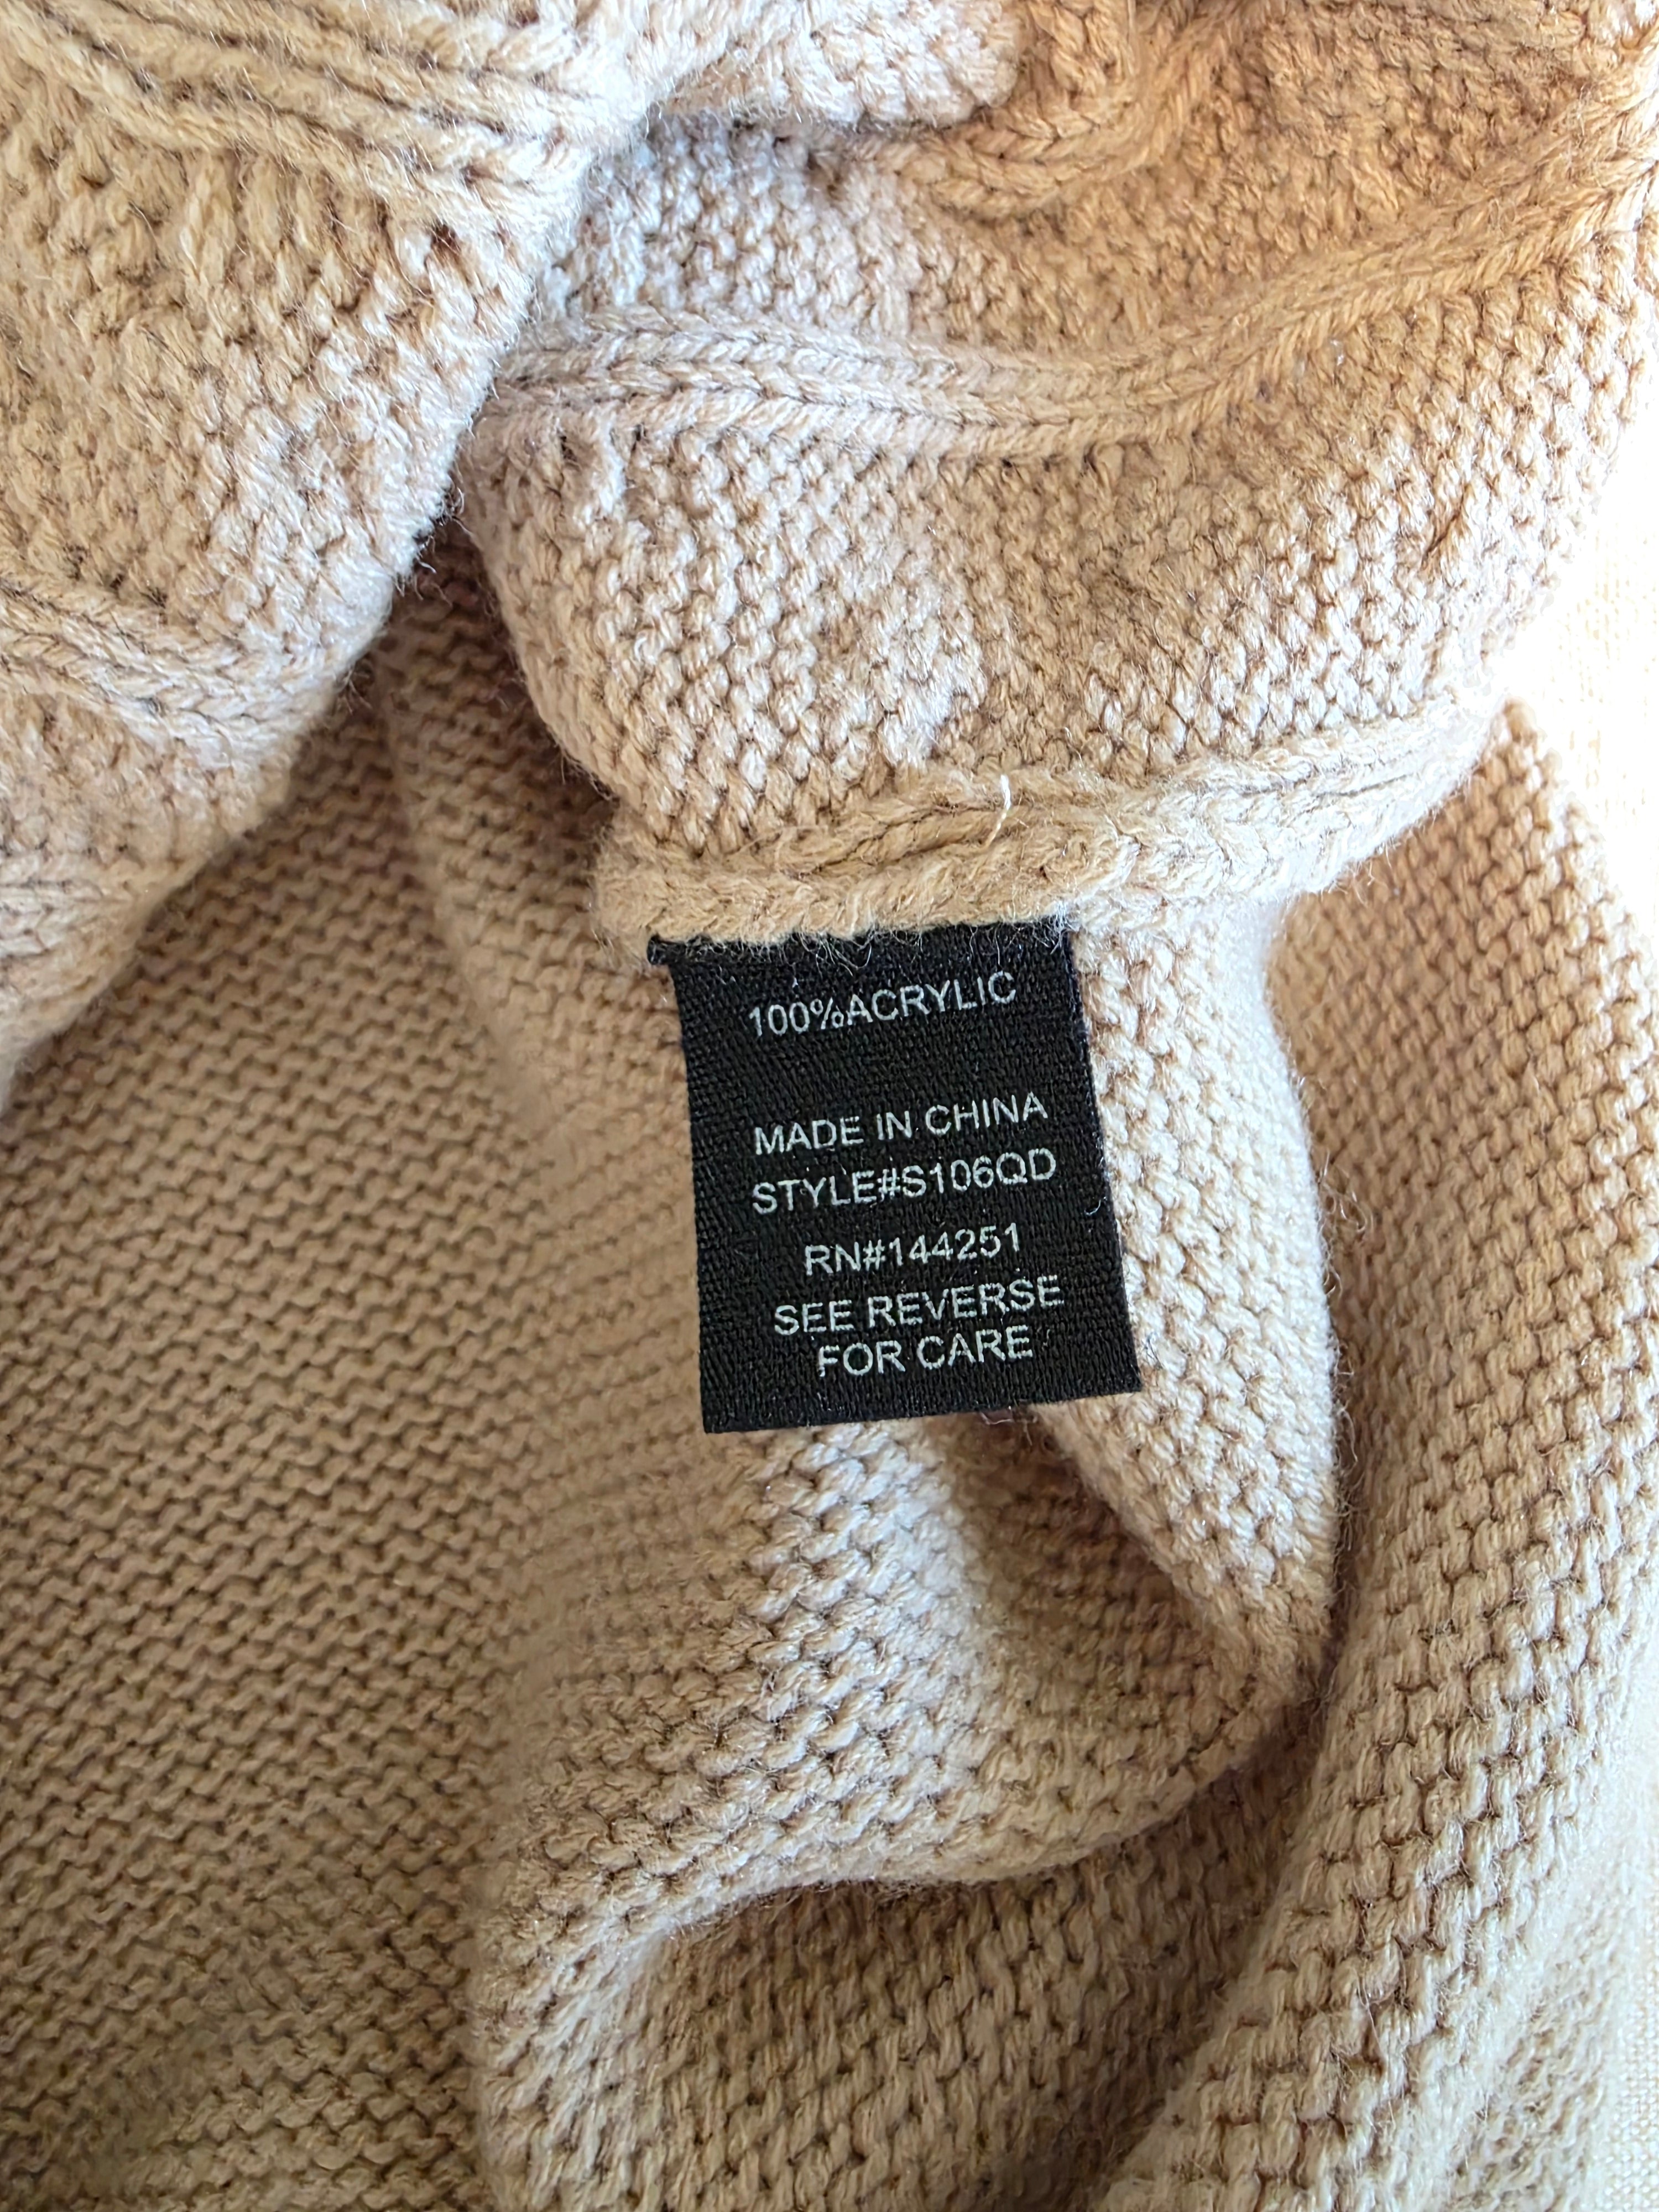 100%ACRYLIC
MADE IN CHINA
STYLE#S106QD
RN#144251
SEE REVERSE
FOR CARE